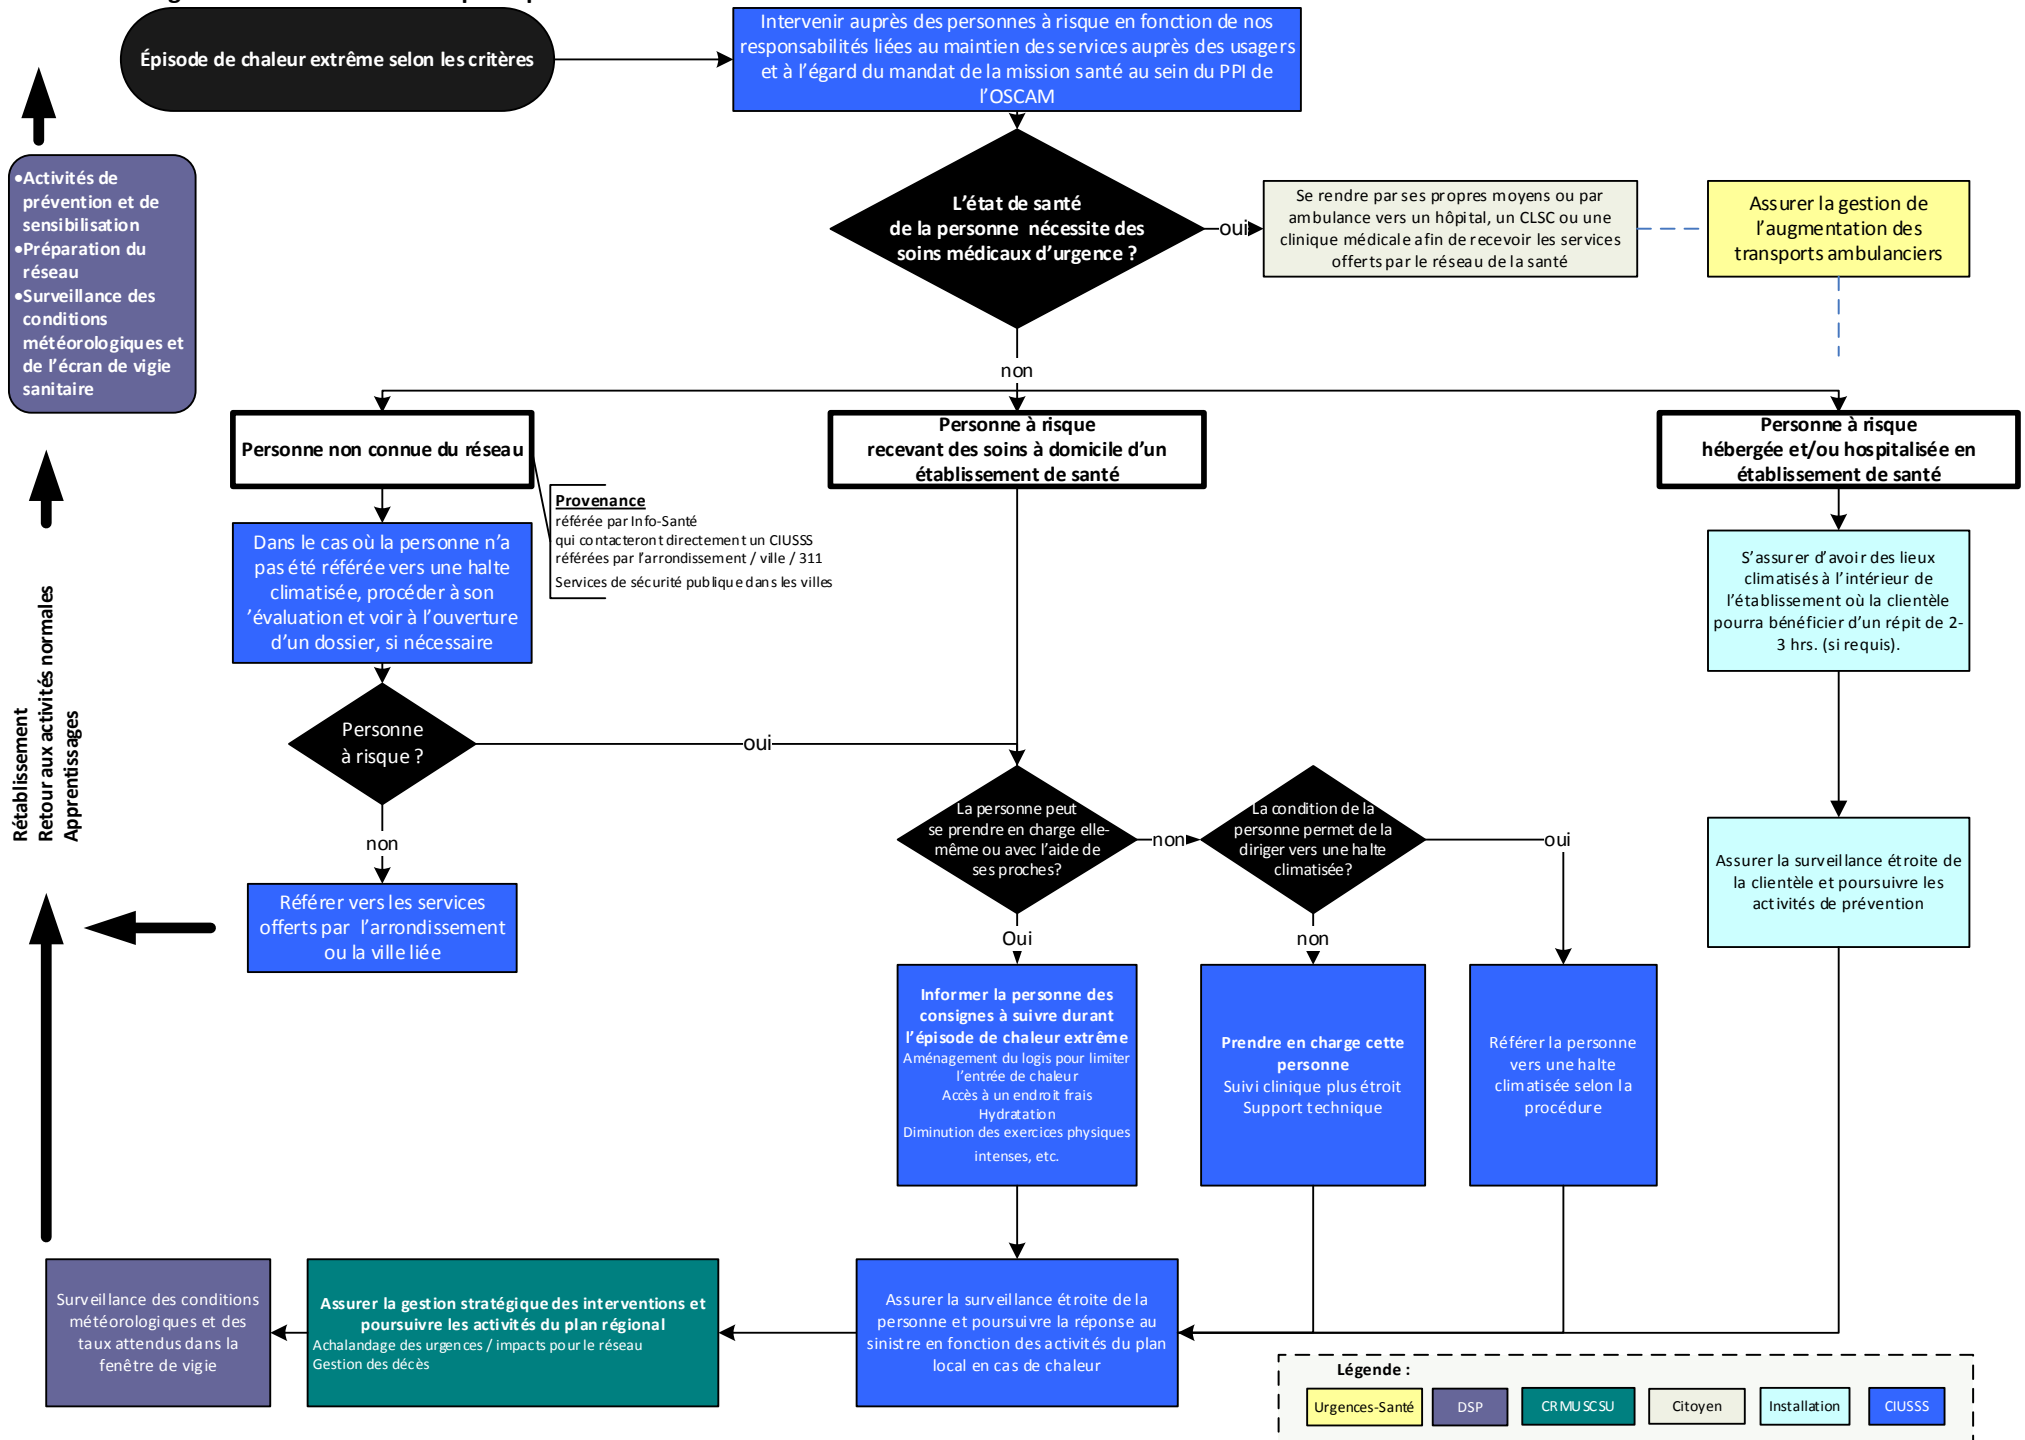 Épisode de chaleur extrême selon les critères
Intervenir auprès des personnes à risque en fonction de nos
responsabilités liées au maintien des services auprès des usagers
et à l'égard du mandat de la mission santé au sein du PPI de
l'OSCAM
•Activités de
prévention et de
sensibilisation
•Préparation du
réseau
•Surveillance des
conditions
météorologiques et
de l'écran de vigie
sanitaire
L'état de santé
de la personne nécessite des
soins médicaux d'urgence ?
oui
Se rendre par ses propres moyens ou par
ambulance vers un hôpital, un CLSC ou une
clinique médicale afin de recevoir les services
offerts par le réseau de la santé
Assurer la gestion de
l'augmentation des
transports ambulanciers
non
Personne non connue du réseau
Personne à risque
recevant des soins à domicile d'un
établissement de santé
Personne à risque
hébergée et/ou hospitalisée en
établissement de santé
Provenance
référée par Info-Santé
qui contacteront directement un CIUSSS
référées par l'arrondissement / ville / 311
Services de sécurité publique dans les villes
Dans le cas où la personne n'a
pas été référée vers une halte
climatisée, procéder à son
'évaluation et voir à l'ouverture
d'un dossier, si nécessaire
S'assurer d'avoir des lieux
climatisés à l'intérieur de
l'établissement où la clientèle
pourra bénéficier d'un répit de 2-
3 hrs. (si requis).
Rétablissement
Retour aux activités normales
Apprentissages
Personne
à risque ?
oui
non
La personne peut
se prendre en charge elle-
même ou avec l'aide de
ses proches?
non
La condition de la
personne permet de la
diriger vers une halte
climatisée?
oui
Assurer la surveillance étroite de
la clientèle et poursuivre les
activités de prévention
Référer vers les services
offerts par l'arrondissement
ou la ville liée
Oui
non
Informer la personne des
consignes à suivre durant
l'épisode de chaleur extrême
Aménagement du logis pour limiter
l'entrée de chaleur
Accès à un endroit frais
Hydratation
Diminution des exercices physiques
intenses, etc.
Prendre en charge cette
personne
Suivi clinique plus étroit
Support technique
Référer la personne
vers une halte
climatisée selon la
procédure
Surveillance des conditions
météorologiques et des
taux attendus dans la
fenêtre de vigie
Assurer la gestion stratégique des interventions et
poursuivre les activités du plan régional
Achalandage des urgences / impacts pour le réseau
Gestion des décès
Assurer la surveillance étroite de la
personne et poursuivre la réponse au
sinistre en fonction des activités du plan
local en cas de chaleur
Légende :
Urgences-Santé
DSP
CRMUSCSU
Citoyen
Installation
CIUSSS